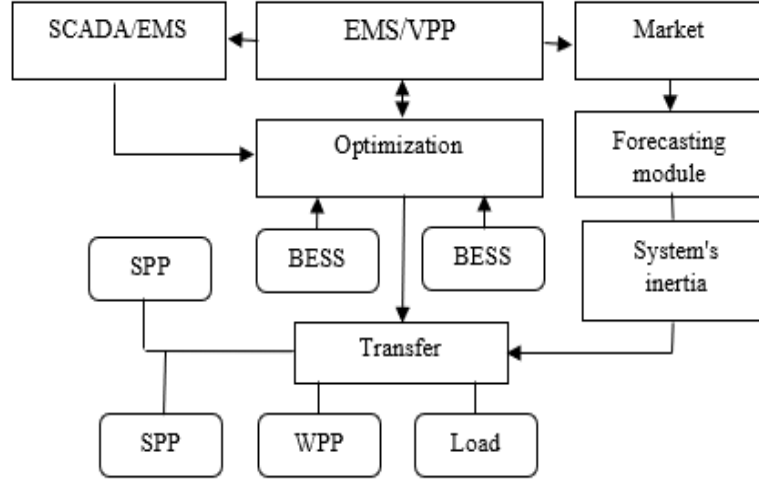 SCADA/EMS
EMS/VPP
Market
Optimization
Forecasting
module
BESS
BESS
SPP
System's
inertia
Transfer
SPP
WPP
Load